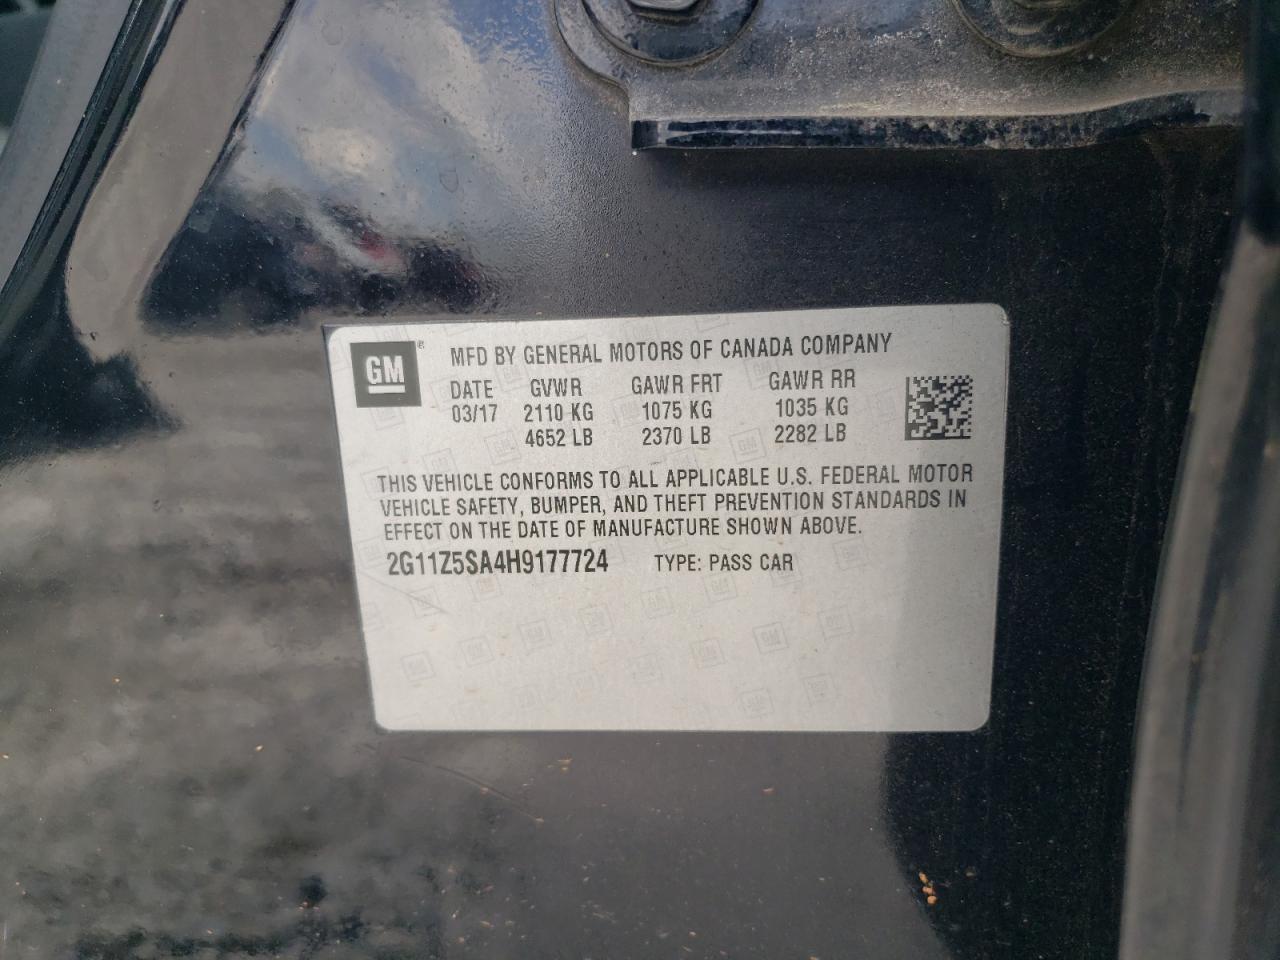 GM® MFD BY GENERAL MOTORS OF CANADA COMPANY
DATE GVWR GAWR FRT GAWR RR
03/17 2110 KG 1075 KG 1035 KG
4652 LB 2370 LB 2282 LB
THIS VEHICLE CONFORMS TO ALL APPLICABLE U.S. FEDERAL MOTOR
VEHICLE SAFETY, BUMPER, AND THEFT PREVENTION STANDARDS IN
EFFECT ON THE DATE OF MANUFACTURE SHOWN ABOVE.
2G11Z5SA4H9177724 TYPE: PASS CAR